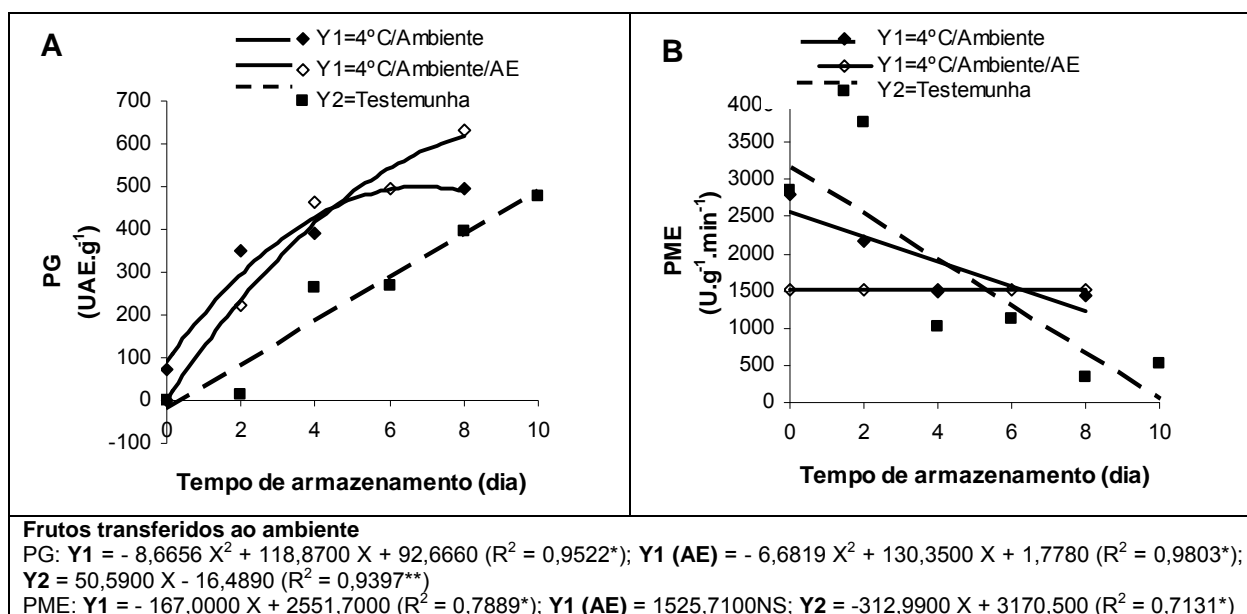 A
Y1=4ºC/Ambiente
Y1=4ºC/Ambiente/AE
Y2=Testemunha
700
600
500
400
300
200
100
0
-100
PG
(UAE.g-1)
0 2 4 6 8 10
Tempo de armazenamento (dia)
B
Y1=4ºC/Ambiente
Y1=4ºC/Ambiente/AE
Y2=Testemunha
400
3500
3000
2500
2000
1500
1000
500
0
PME
(U.g-1.min-1)
0 2 4 6 8 10
Tempo de armazenamento (dia)
Frutos transferidos ao ambiente
PG: Y1 = - 8,6656 X2 + 118,8700 X + 92,6660 (R2 = 0,9522*); Y1 (AE) = - 6,6819 X2 + 130,3500 X + 1,7780 (R2 = 0,9803*);
Y2 = 50,5900 X - 16,4890 (R2 = 0,9397**)
PME: Y1 = - 167,0000 X + 2551,7000 (R2 = 0,7889*); Y1 (AE) = 1525,7100NS; Y2 = -312,9900 X + 3170,500 (R2 = 0,7131*)